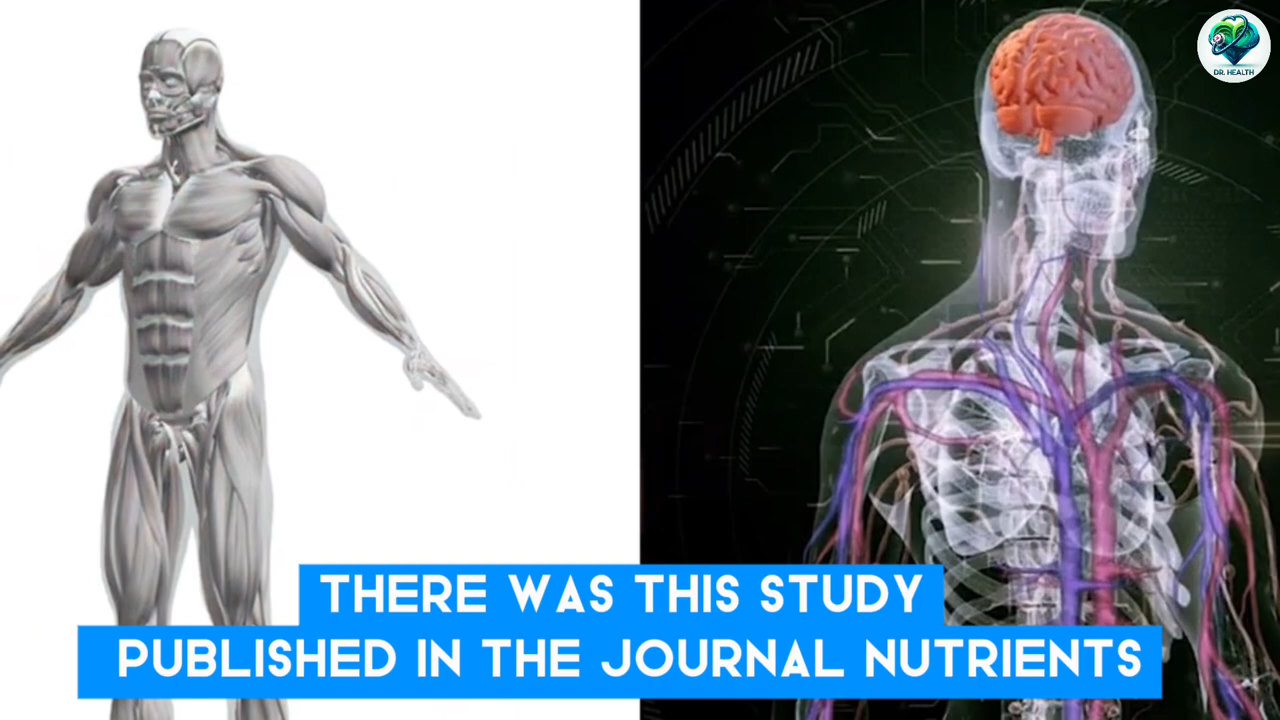 DR. HEALTH
THERE WAS THIS STUDY
PUBLISHED IN THE JOURNAL NUTRIENTS